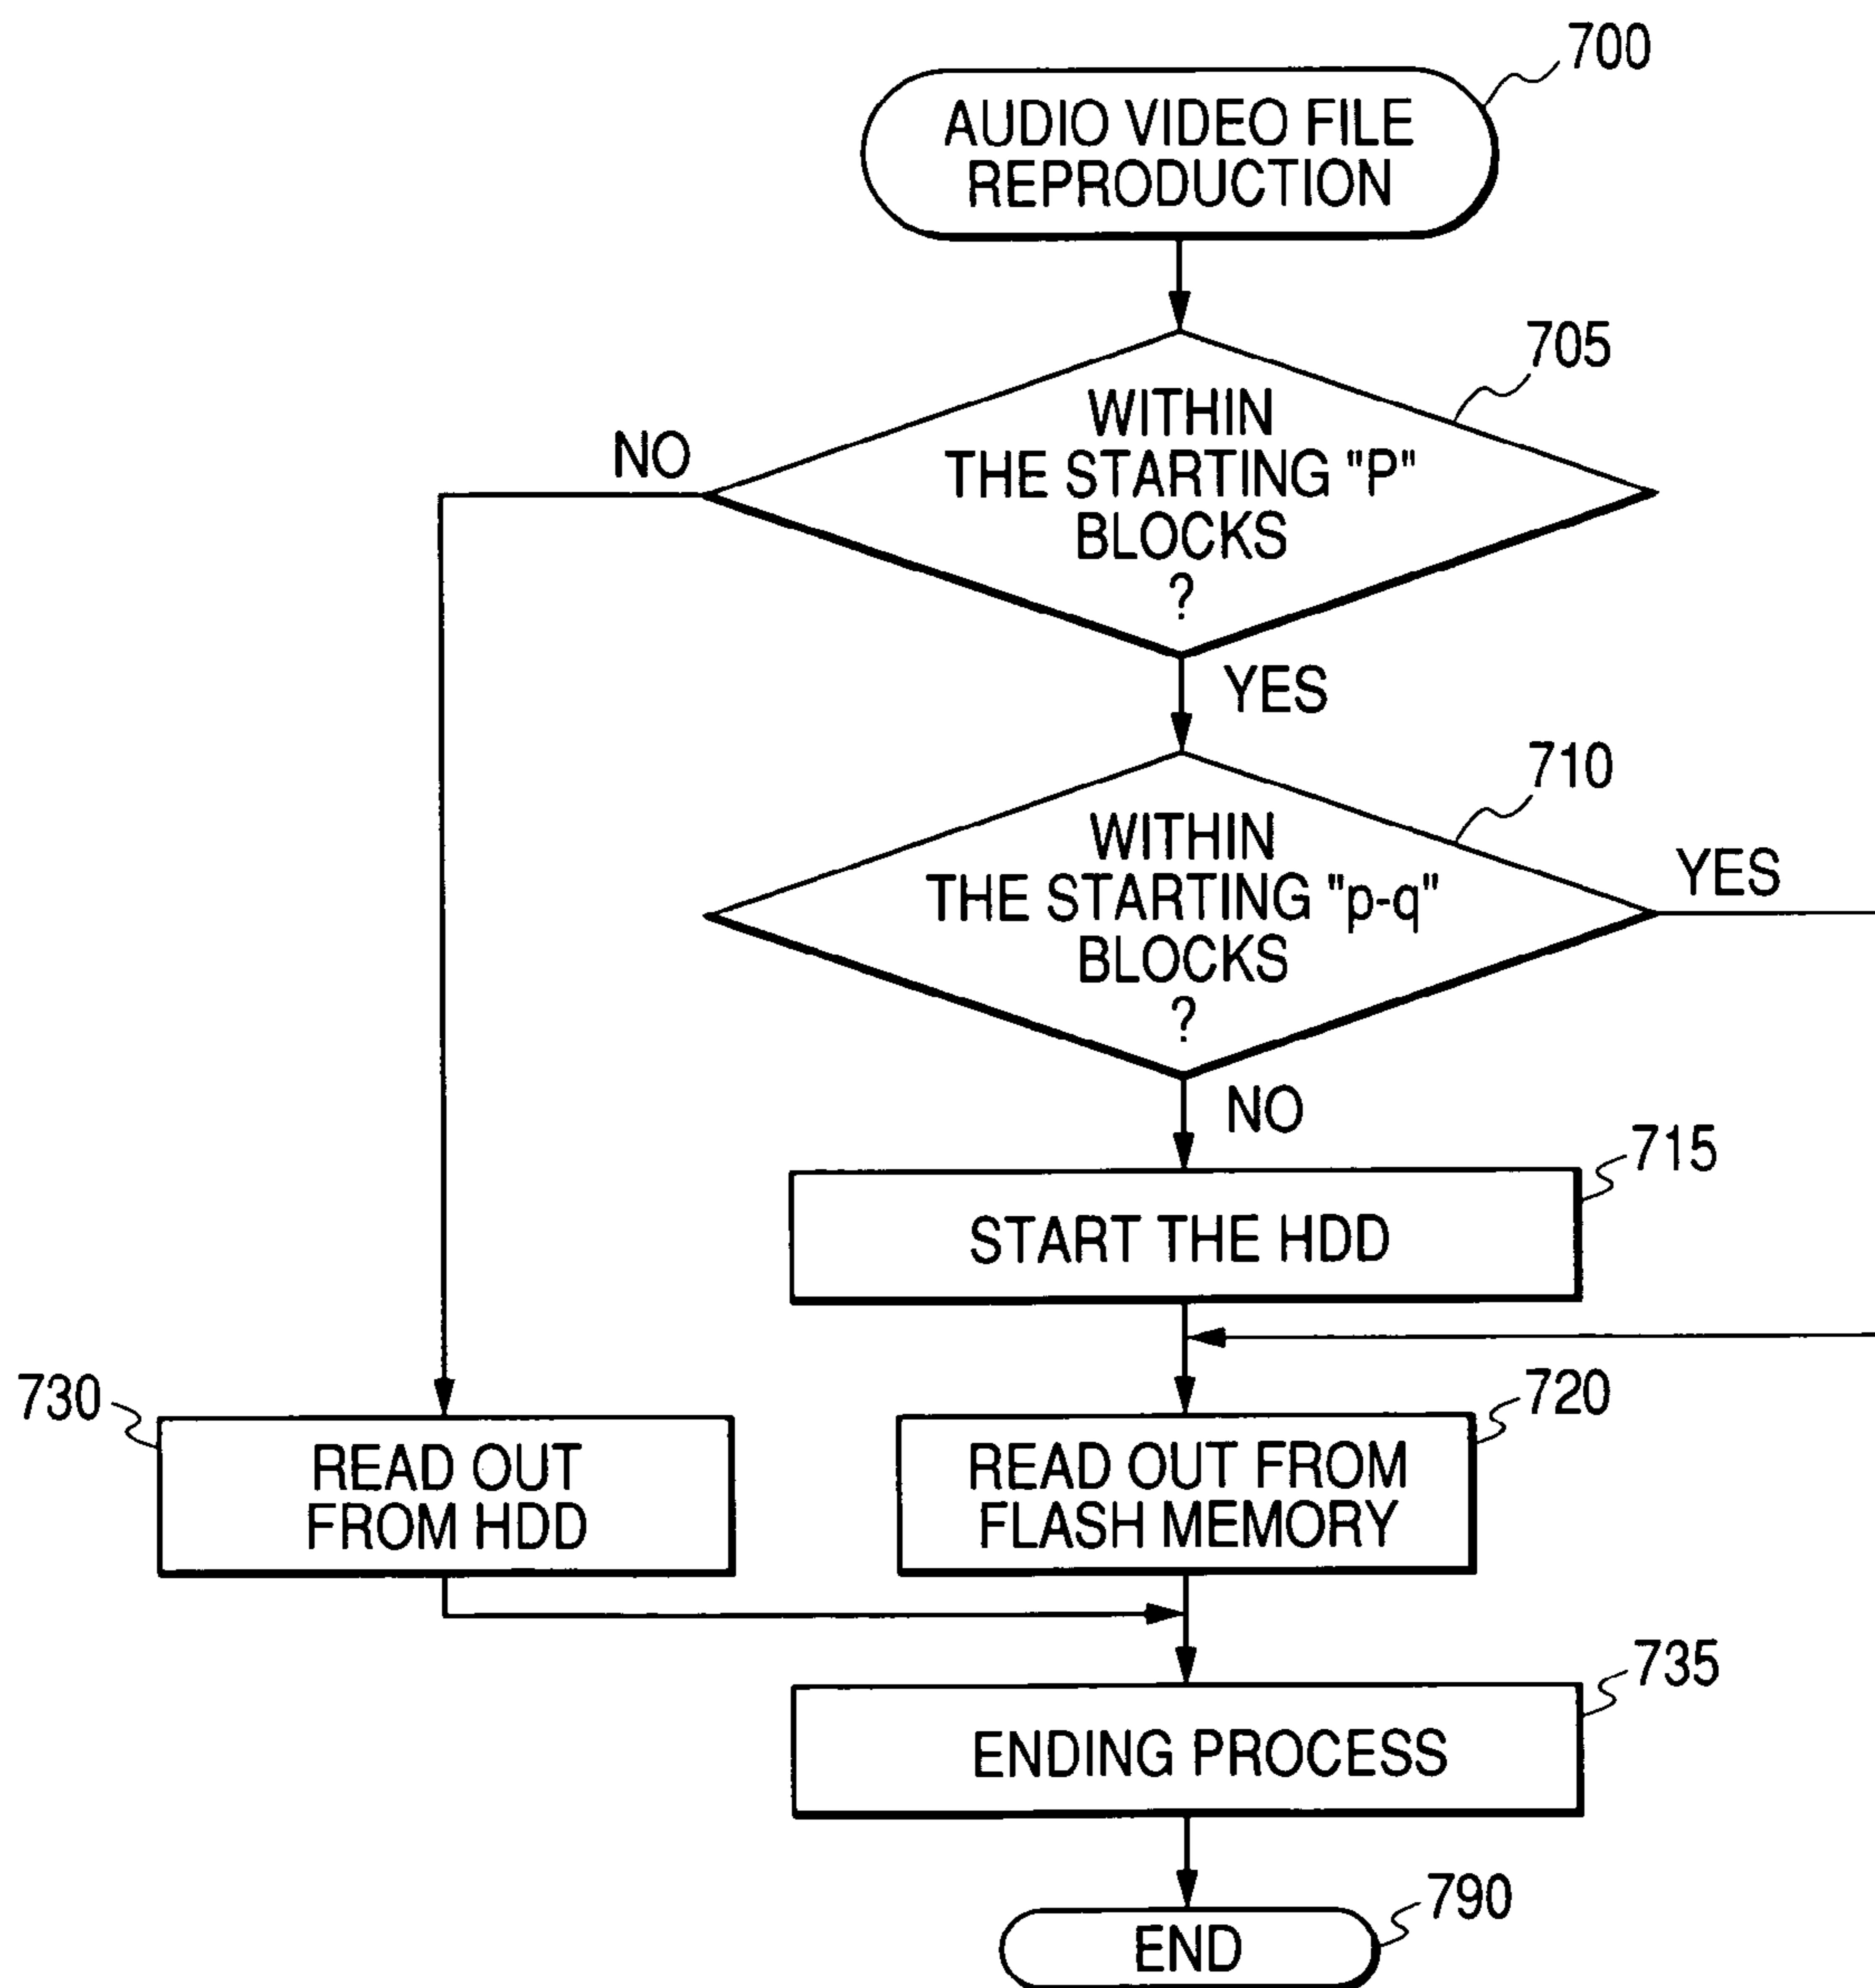 700
AUDIO VIDEO FILE
REPRODUCTION
705
WITHIN
THE STARTING "P"
BLOCKS
?
NO
YES
710
WITHIN
THE STARTING "p-q"
BLOCKS
?
YES
NO
715
START THE HDD
730
READ OUT
FROM HDD
720
READ OUT FROM
FLASH MEMORY
735
ENDING PROCESS
790
END